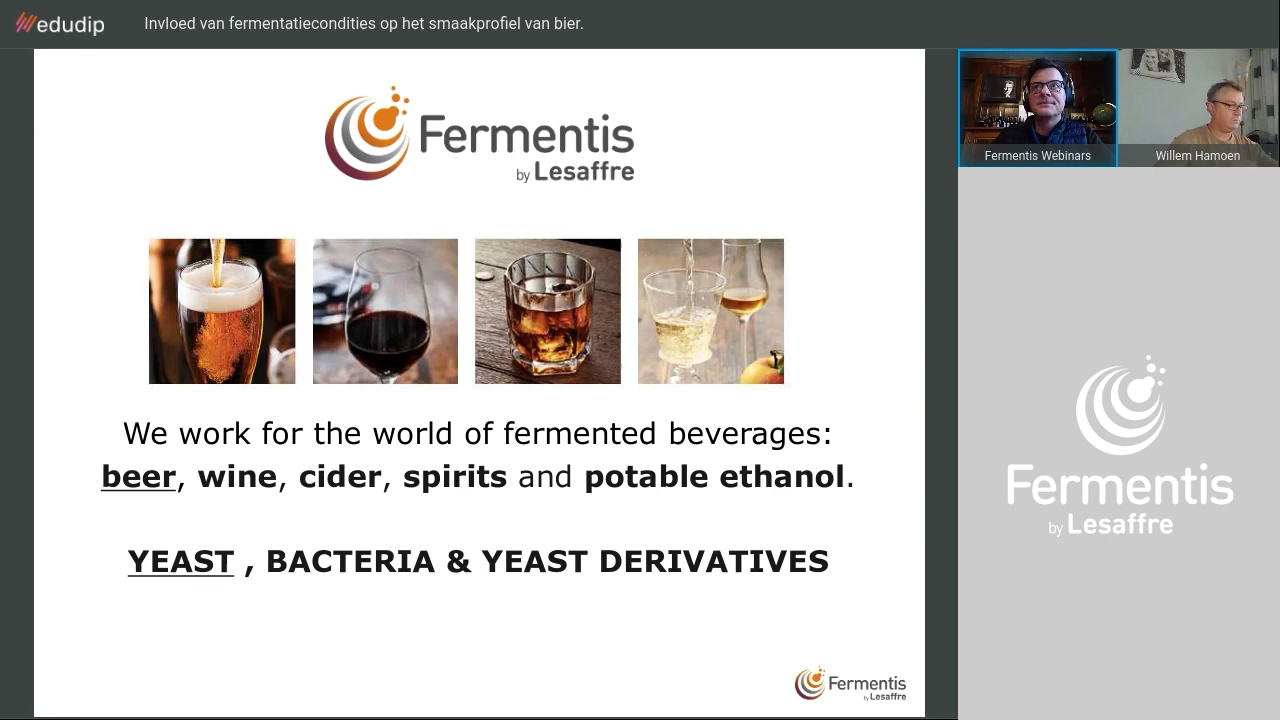 edudip
Invloed van fermentatiecondities op het smaakprofiel van bier.
Fermentis
by Lesaffre
We work for the world of fermented beverages:
beer, wine, cider, spirits and potable ethanol.
YEAST , BACTERIA & YEAST DERIVATIVES
Fermentis
by Lesaffre
Fermentis Webinars
Willem Hamoen
Fermentis
by Lesaffre